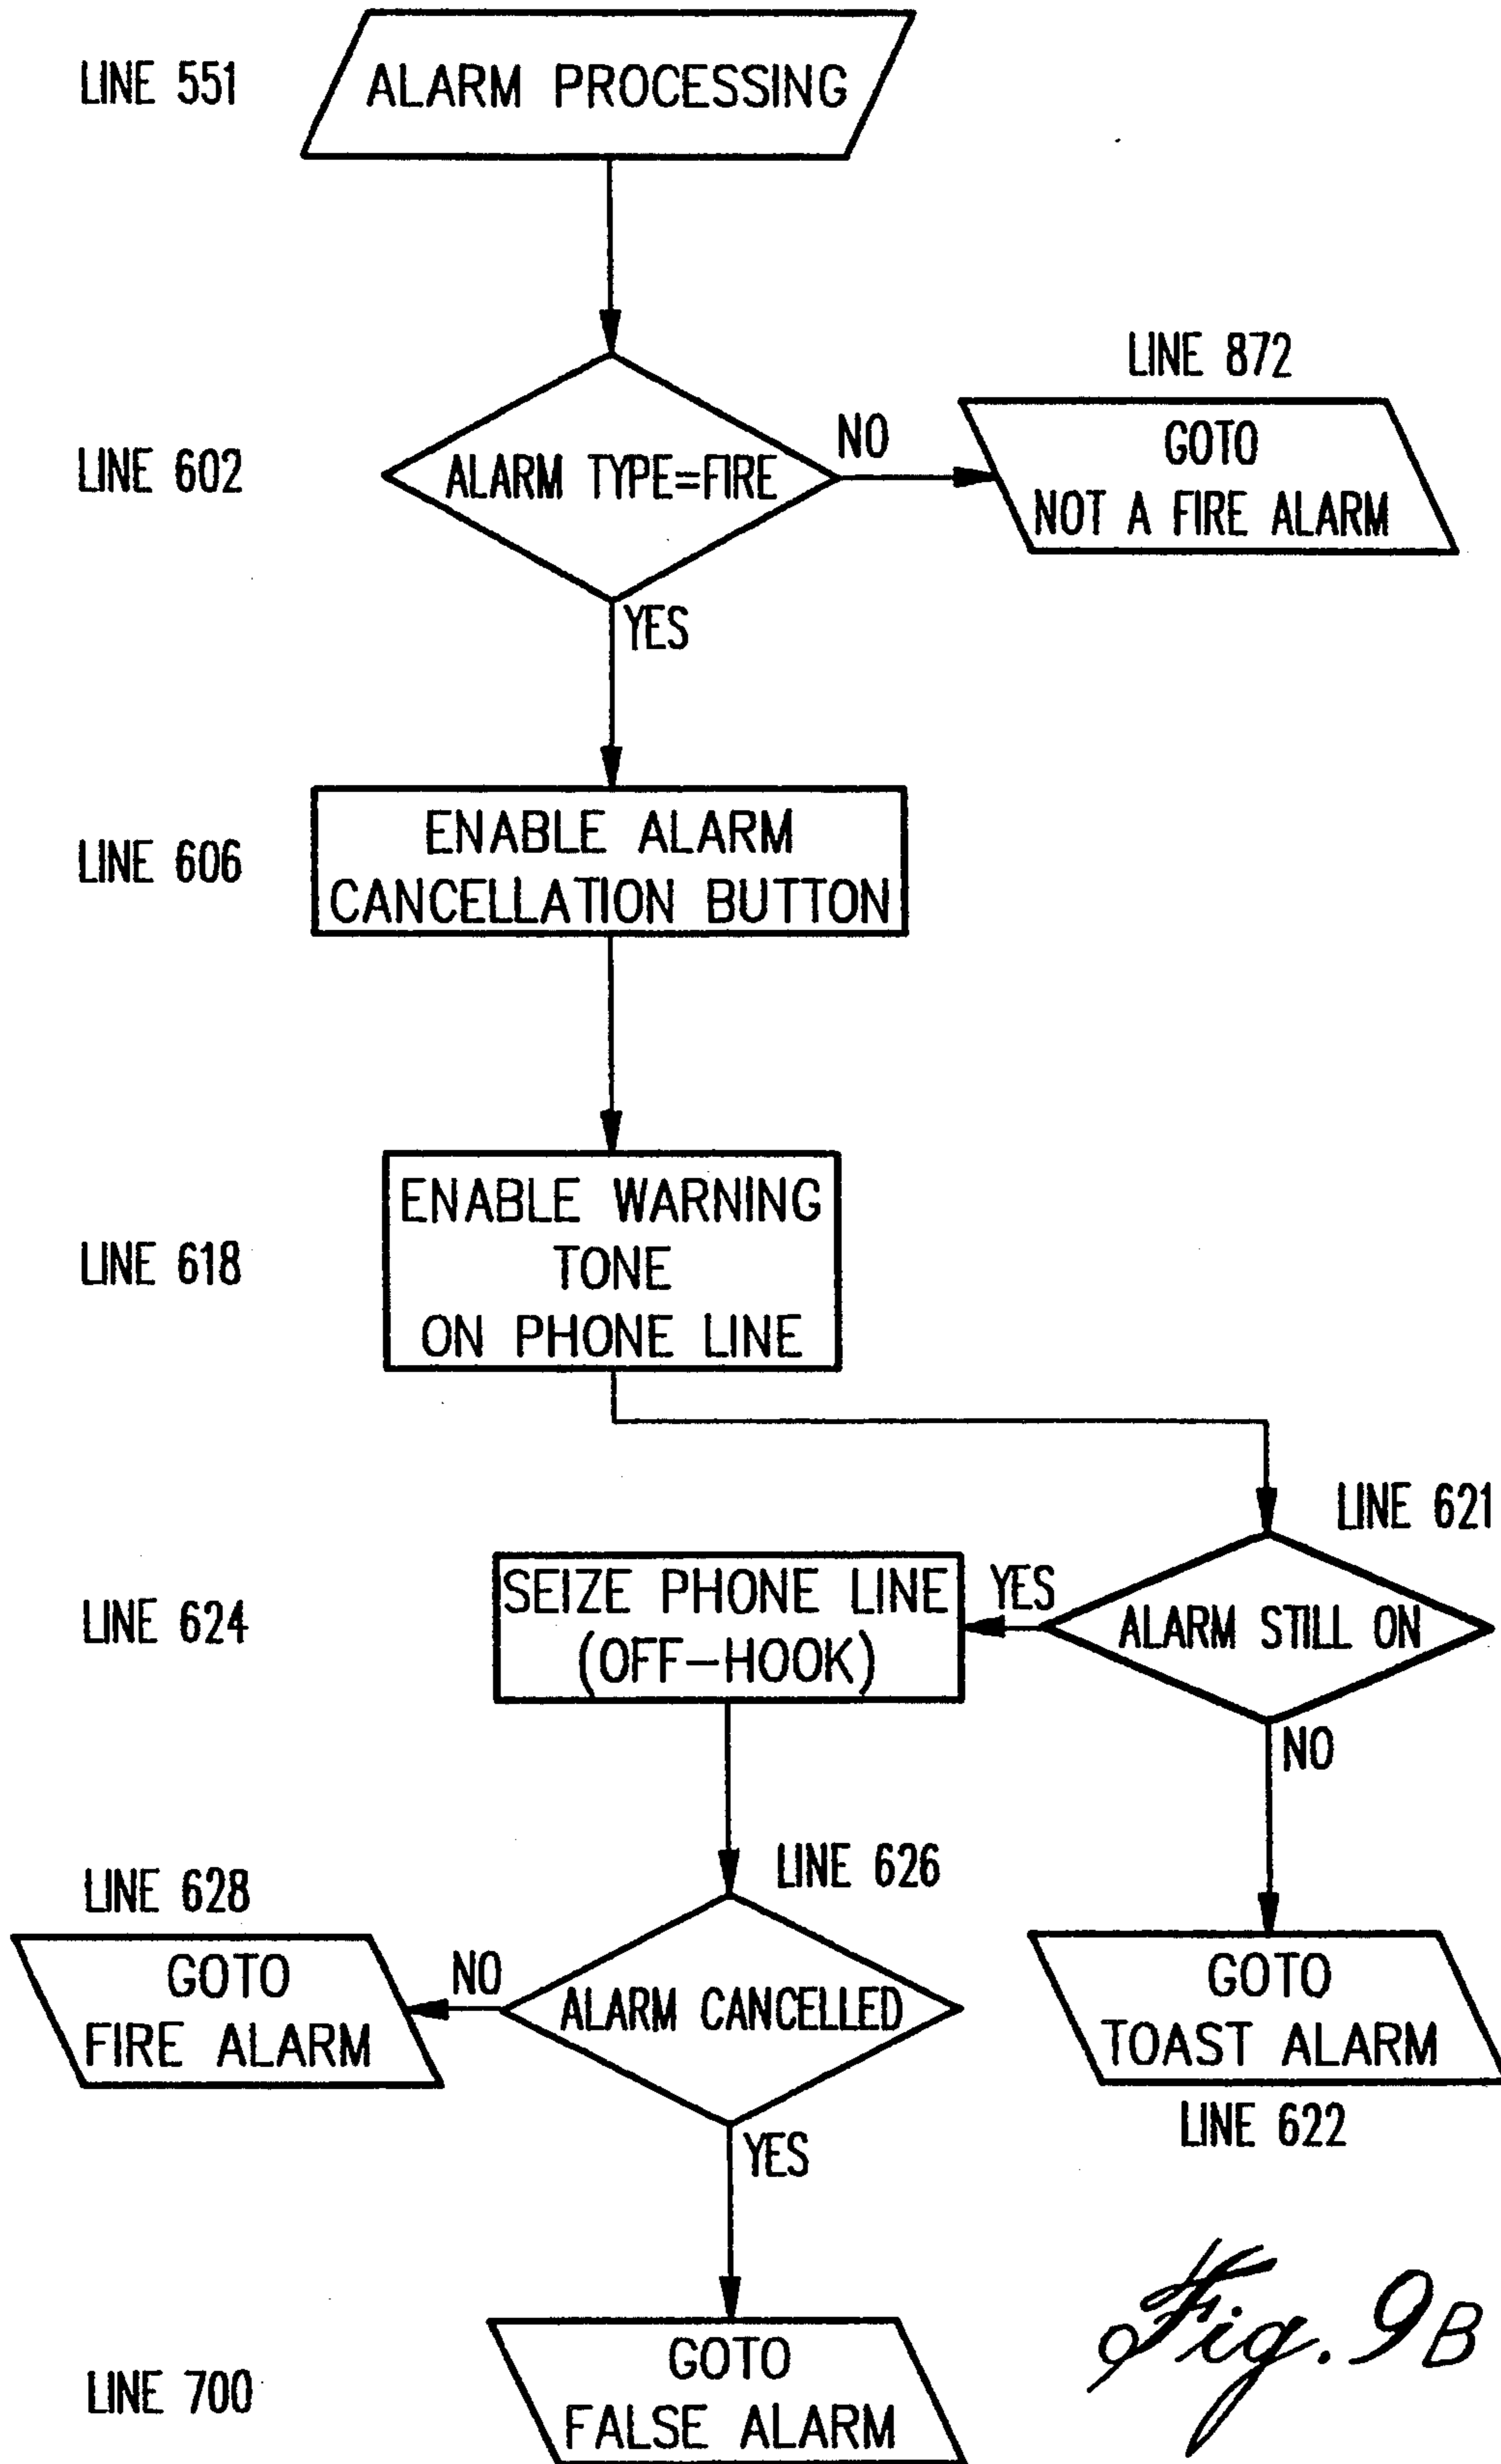 LINE 551
ALARM PROCESSING
LINE 872
LINE 602
ALARM TYPE=FIRE
NO
GOTO
NOT A FIRE ALARM
YES
LINE 606
ENABLE ALARM
CANCELLATION BUTTON
LINE 618
ENABLE WARNING
TONE
ON PHONE LINE
LINE 621
LINE 624
SEIZE PHONE LINE
(OFF-HOOK)
YES
ALARM STILL ON
NO
LINE 626
LINE 628
GOTO
FIRE ALARM
NO
ALARM CANCELLED
GOTO
TOAST ALARM
LINE 622
YES
LINE 700
GOTO
FALSE ALARM
Fig. 9B